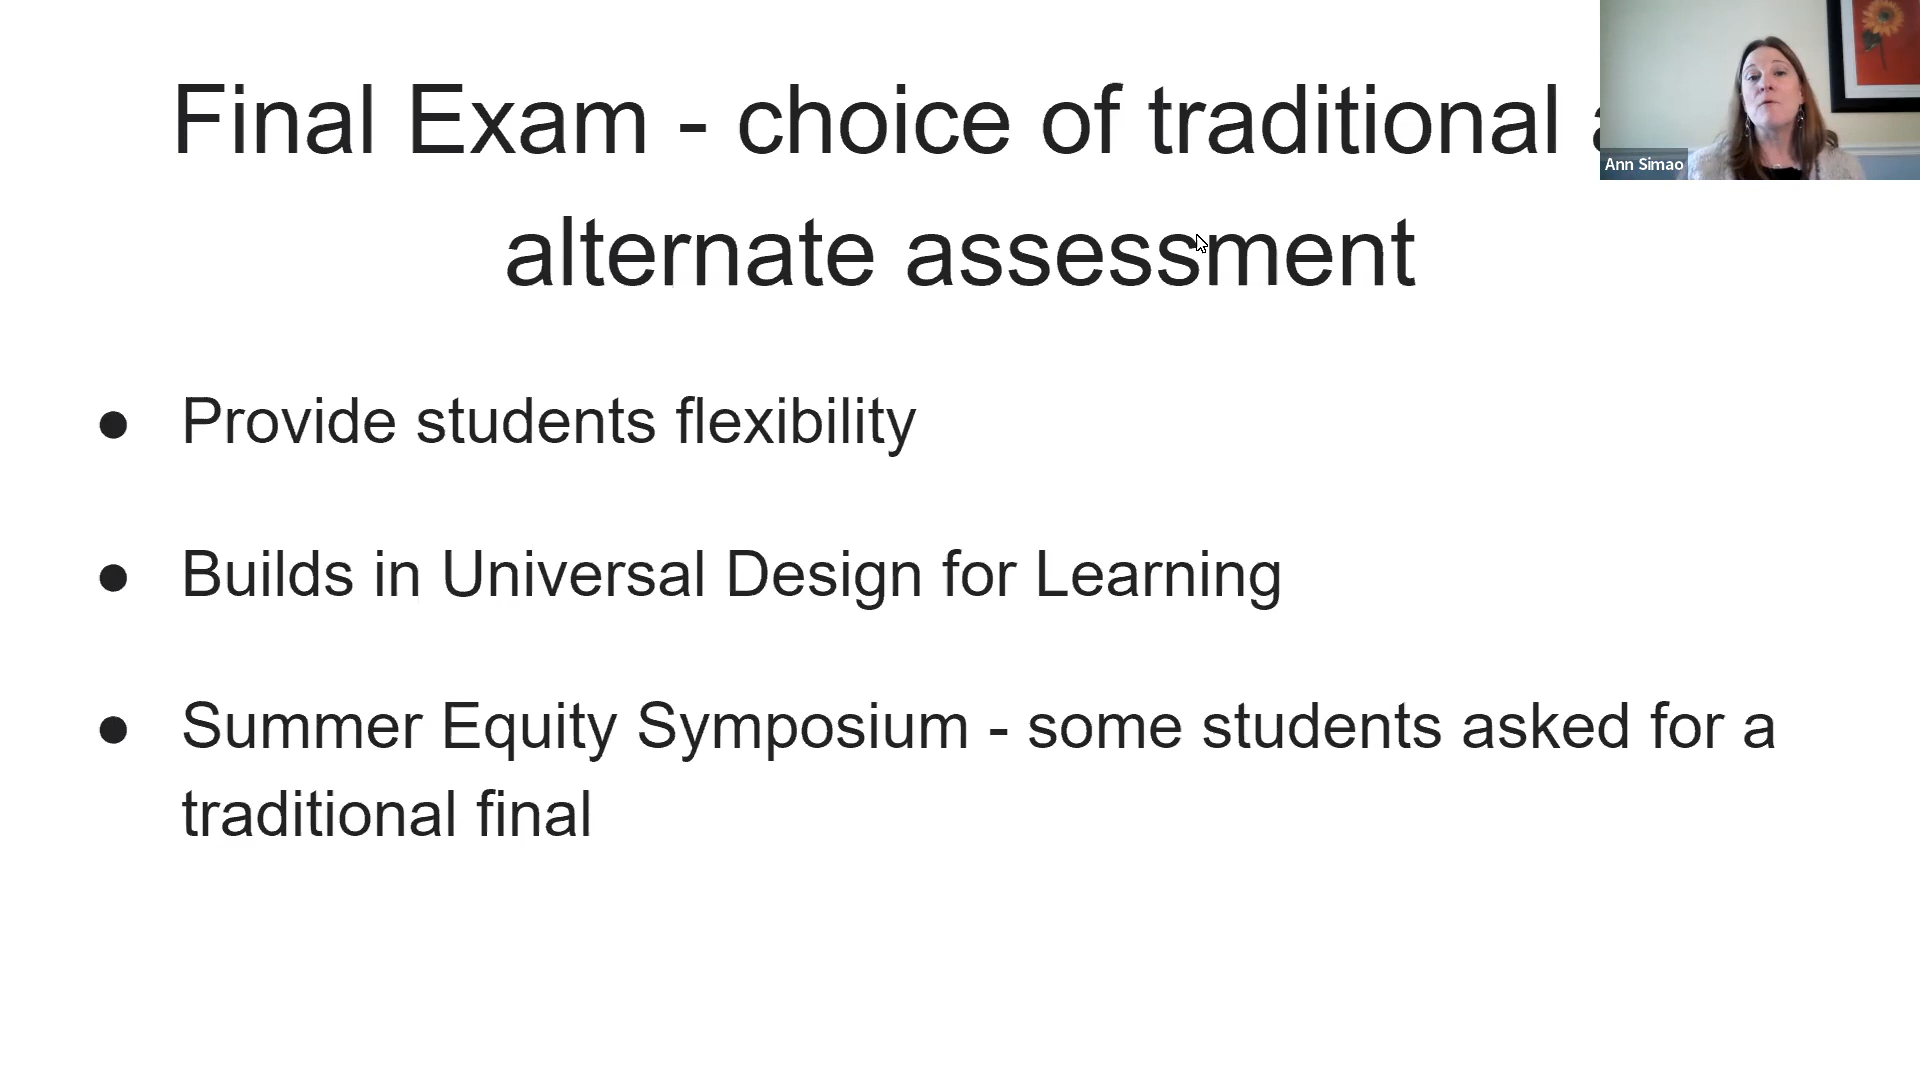 Final Exam - choice of traditional
alternate assessment
● Provide students flexibility
● Builds in Universal Design for Learning
● Summer Equity Symposium - some students asked for a
traditional final
Ann Simao